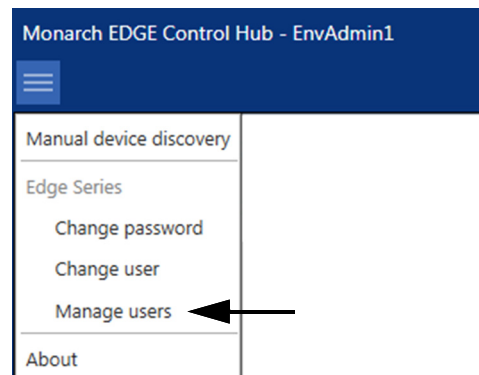 Monarch EDGE Control Hub - EnvAdmin1
Manual device discovery
Edge Series
Change password
Change user
Manage users
About